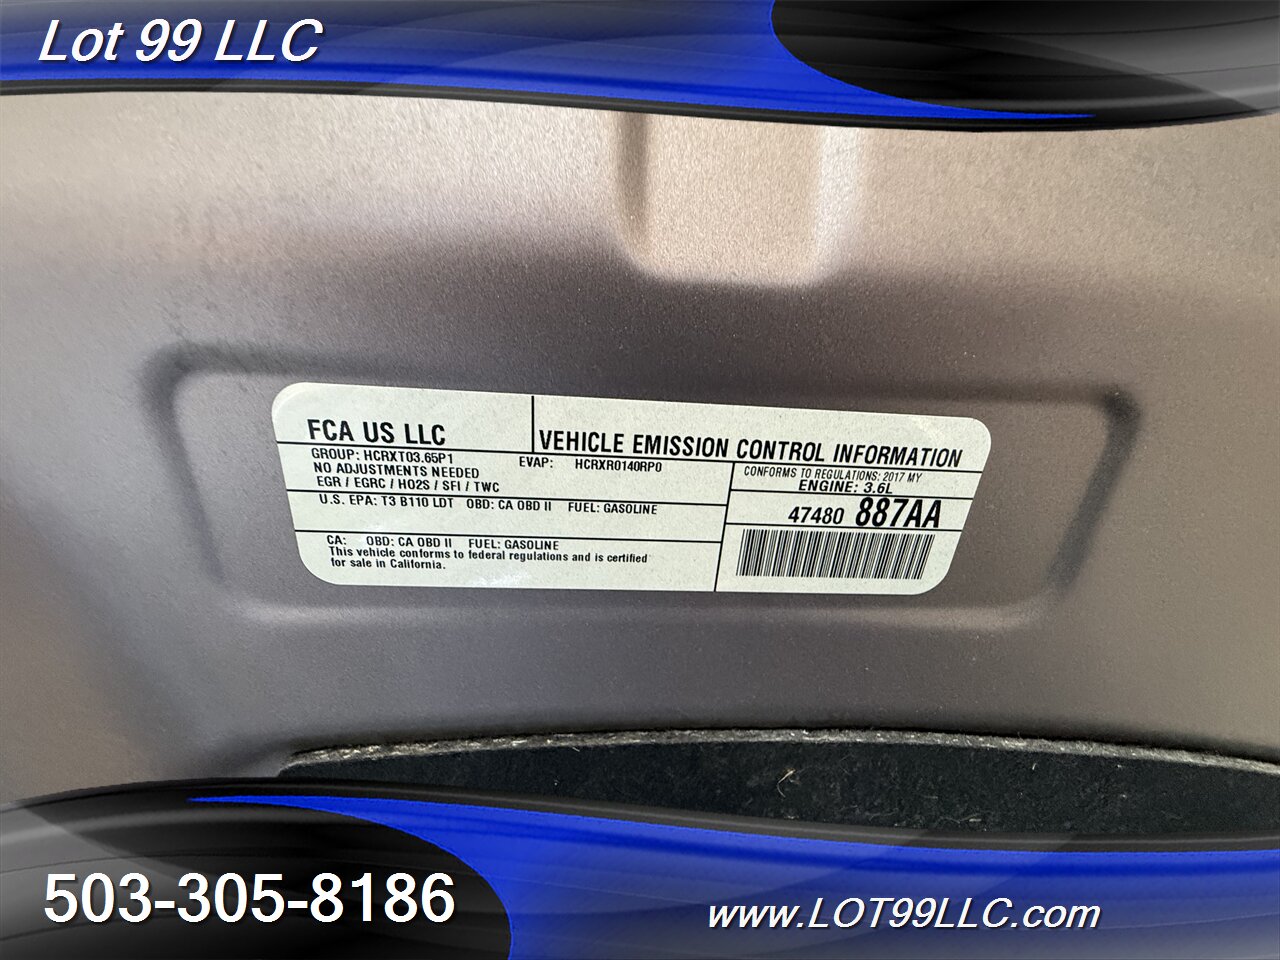 Lot 99 LLC
FCA US LLC
VEHICLE EMISSION CONTROL INFORMATION
GROUP: HCRXT03.65P1
EVAP: HCRXR0140RP0
NO ADJUSTMENTS NEEDED
EGR / EGRC / HO2S / SFI / TWC
CONFORMS TO REGULATIONS: 2017 MY
ENGINE: 3.6L
U.S. EPA: T3 B110 LDT OBD: CA OBD II FUEL: GASOLINE
47480 887AA
CA: OBD: CA OBD II FUEL: GASOLINE
This vehicle conforms to federal regulations and is certified
for sale in California.
503-305-8186
www.LOT99LLC.com